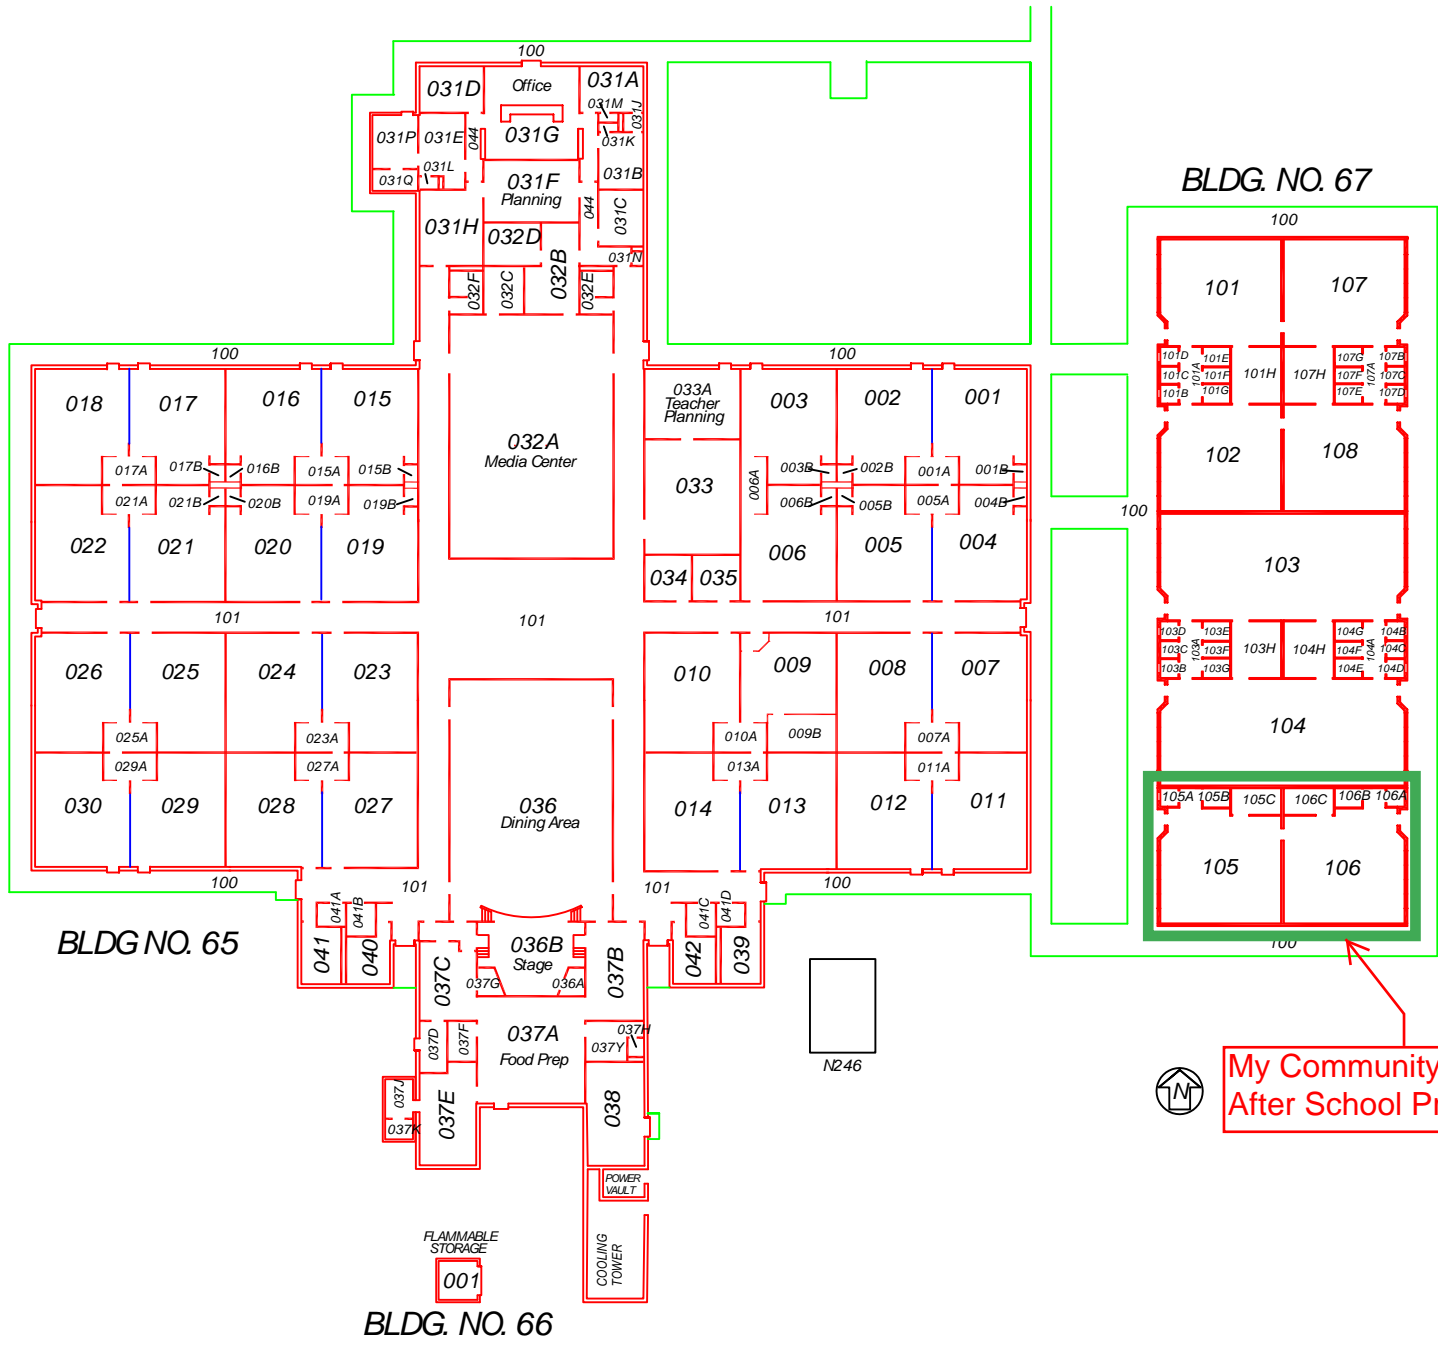 100
031D
Office
031A
031M
031J
031P
031E
044
031G
031K
031L
031Q
031F
Planning
031B
044
031C
031H
032D
032B
031N
032F
032C
032E
BLDG. NO. 67
100
101
107
101D
101C
101B
101A
101E
101F
101G
101H
107H
107G
107F
107E
107A
107B
107C
107D
102
108
100
103
103D
103C
103B
103A
103E
103F
103G
103H
104H
104G
104F
104E
104A
104B
104C
104D
104
105A
105B
105C
106C
106B
106A
105
106
100
100
018
017
016
015
017A
017B
016B
015A
015B
021A
021B
020B
019A
019B
022
021
020
019
032A
Media Center
100
033A
Teacher
Planning
003
002
001
033
006A
003B
002B
001A
001B
006B
005B
005A
004B
006
005
004
034
035
101
101
101
026
025
024
023
025A
023A
029A
027A
030
029
028
027
010
009
008
007
010A
009B
007A
013A
011A
014
013
012
011
036
Dining Area
100
101
101
100
041A
041B
041C
041D
BLDG NO. 65
041
040
042
039
036B
Stage
037C
037B
037G
036A
037A
Food Prep
037D
037F
037H
037Y
037E
038
037J
037K
N246
N
My Community
After School Pr
POWER
VAULT
COOLING
TOWER
FLAMMABLE
STORAGE
001
BLDG. NO. 66